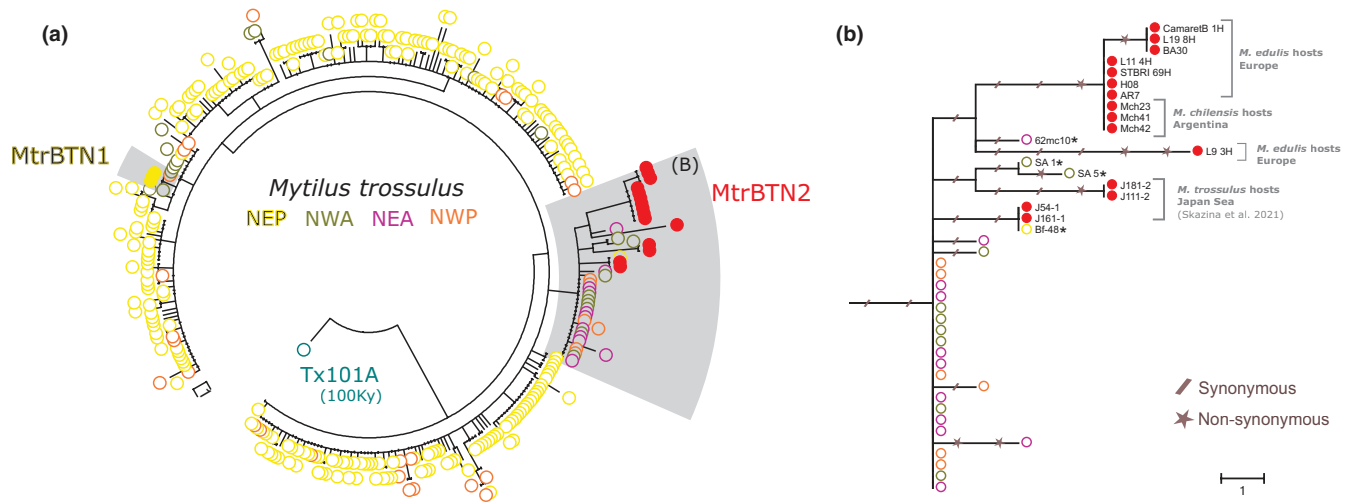 (a)
MtrBTN1
Mytilus trossulus
NEP NWA NEA NWP
Tx101A
(100Ky)
(B)
MtrBTN2
(b)
CamaretB 1H
L19 8H
BA30
L11 4H
STBRI 69H
H08
AR7
Mch23
Mch41
Mch42
M. edulis hosts
Europe
M. chilensis hosts
Argentina
62mc10*
L9 3H
M. edulis hosts
Europe
SA 1*
SA 5*
J181-2
J111-2
M. trossulus hosts
Japan Sea
(Skazina et al. 2021)
J54-1
J161-1
Bf-48*
Synonymous
Non-synonymous
1